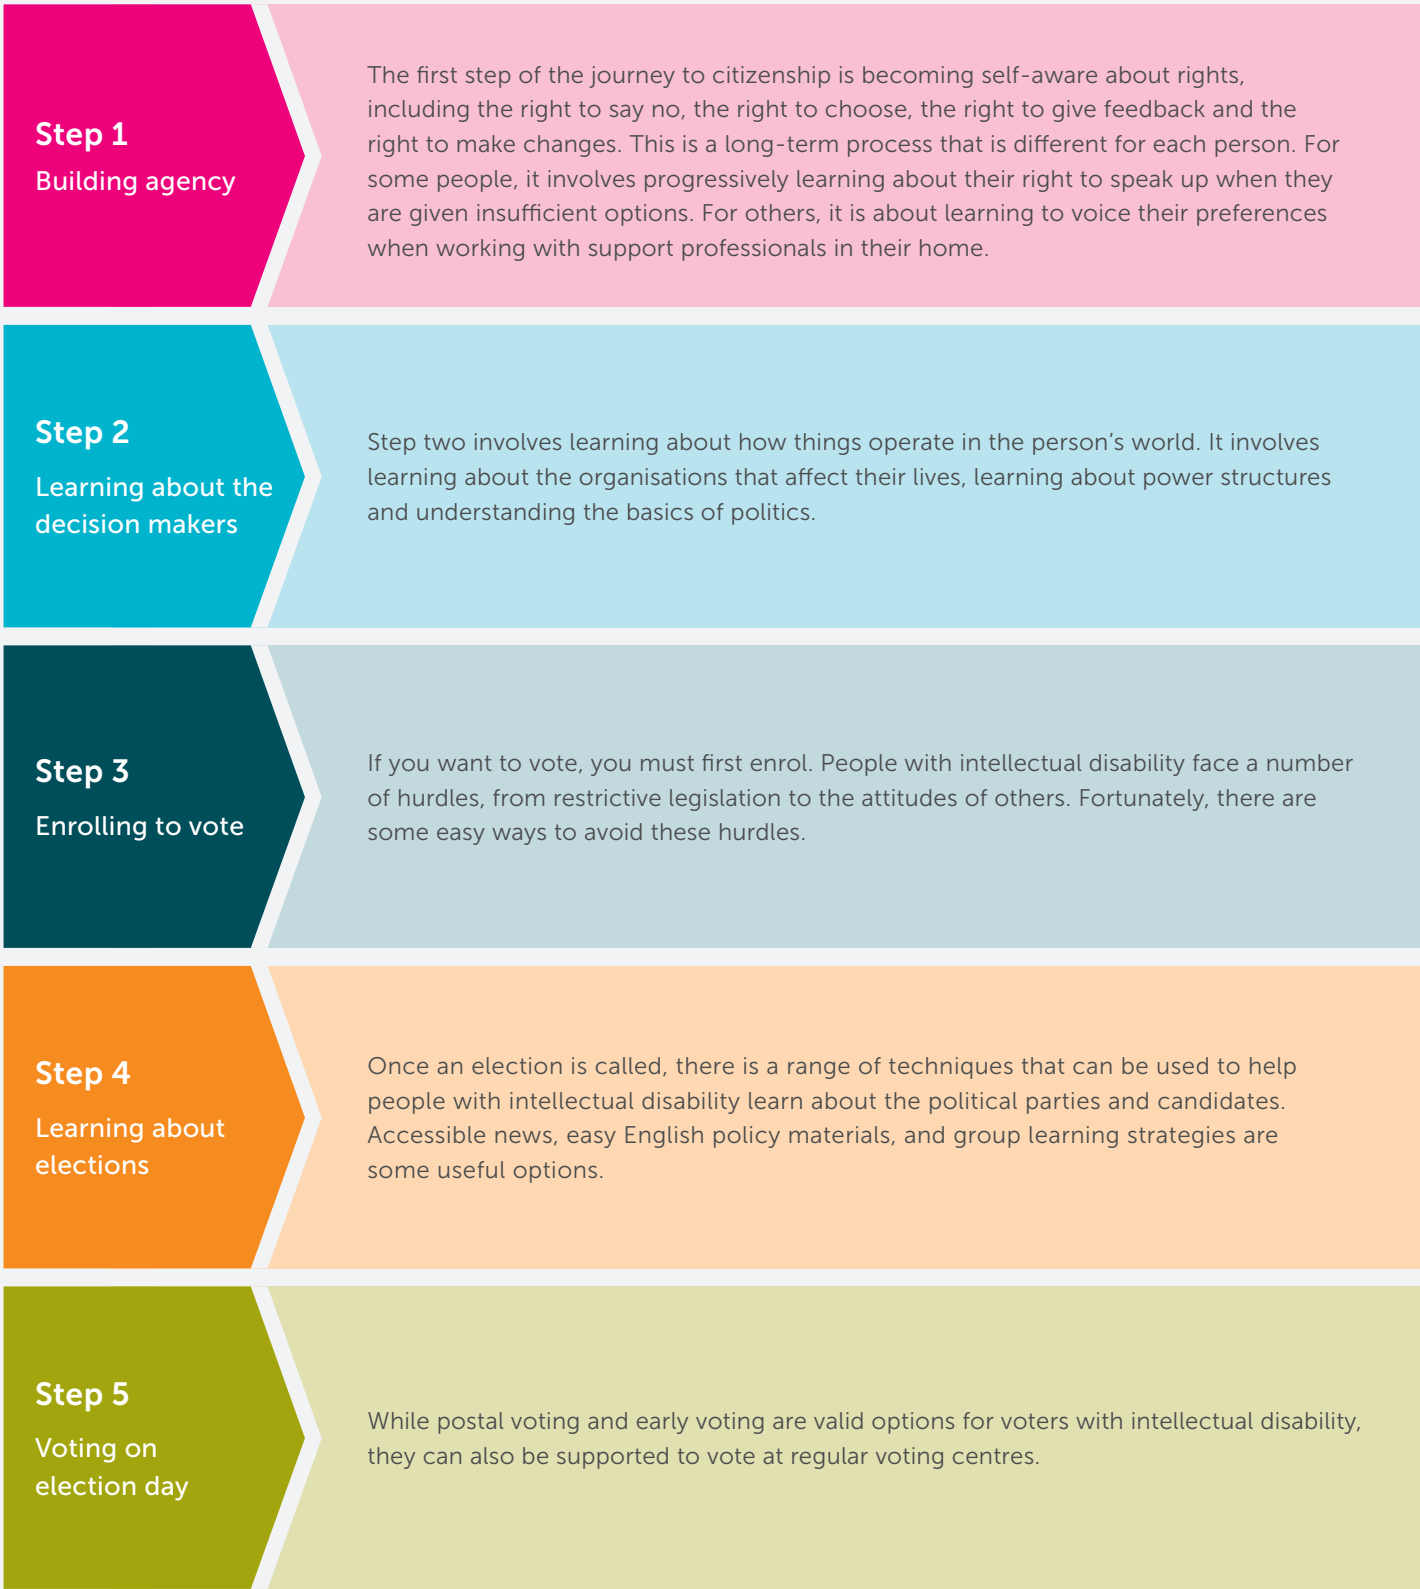 Step 1
Building agency
The first step of the journey to citizenship is becoming self-aware about rights,
including the right to say no, the right to choose, the right to give feedback and the
right to make changes. This is a long-term process that is different for each person. For
some people, it involves progressively learning about their right to speak up when they
are given insufficient options. For others, it is about learning to voice their preferences
when working with support professionals in their home.
Step 2
Learning about the
decision makers
Step two involves learning about how things operate in the person’s world. It involves
learning about the organisations that affect their lives, learning about power structures
and understanding the basics of politics.
Step 3
Enrolling to vote
If you want to vote, you must first enrol. People with intellectual disability face a number
of hurdles, from restrictive legislation to the attitudes of others. Fortunately, there are
some easy ways to avoid these hurdles.
Step 4
Learning about
elections
Once an election is called, there is a range of techniques that can be used to help
people with intellectual disability learn about the political parties and candidates.
Accessible news, easy English policy materials, and group learning strategies are
some useful options.
Step 5
Voting on
election day
While postal voting and early voting are valid options for voters with intellectual disability,
they can also be supported to vote at regular voting centres.